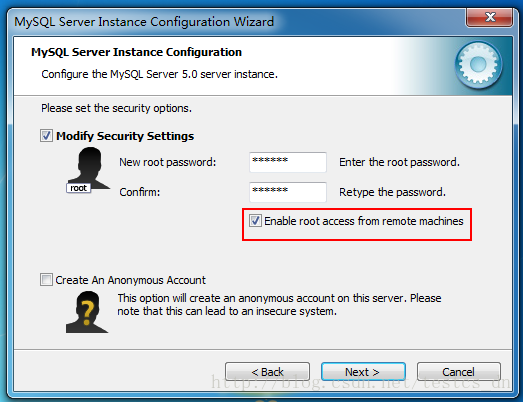 MySQL Server Instance Configuration Wizard
MySQL Server Instance Configuration
Configure the MySQL Server 5.0 server instance.
Please set the security options.
Modify Security Settings
root
New root password: ****** Enter the root password.
Confirm: ****** Retype the password.
Enable root access from remote machines
Create An Anonymous Account
?
This option will create an anonymous account on this server. Please
note that this can lead to an insecure system.
< Back Next > Cancel
http://blog.csdn.net/testcs_dn